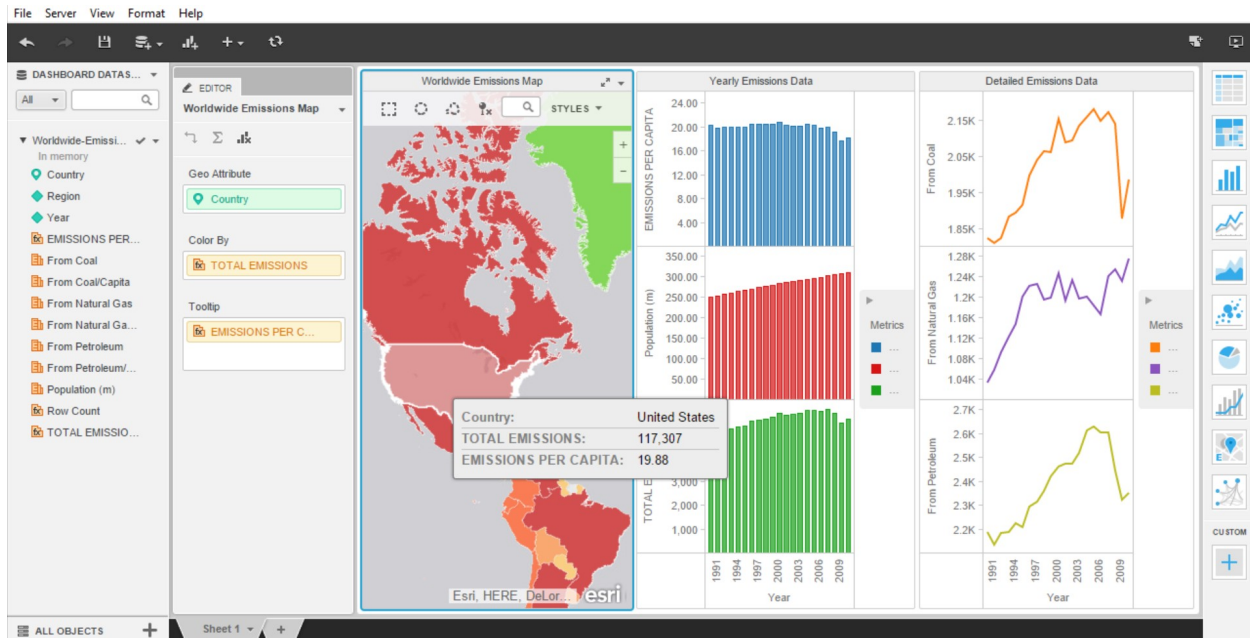 File Server View Format Help
DASHBOARD DATAS...
All
Worldwide-Emissi...
In memory
Country
Region
Year
EMISSIONS PER...
From Coal
From Coal/Capita
From Natural Gas
From Natural Ga...
From Petroleum
From Petroleum/...
Population (m)
Row Count
TOTAL EMISSIO...
ALL OBJECTS
EDITOR
Worldwide Emissions Map
Geo Attribute
Country
Color By
TOTAL EMISSIONS
Tooltip
EMISSIONS PER C...
Worldwide Emissions Map
STYLES
+
-
Country: United States
TOTAL EMISSIONS: 117,307
EMISSIONS PER CAPITA: 19.88
Esri, HERE, DeLor...
esri
Yearly Emissions Data
EMISSIONS PER CAPITA
24.00
20.00
16.00
12.00
8.00
4.00
Population (m)
350.00
300.00
250.00
200.00
150.00
100.00
50.00
TOTAL E
3,000
2,000
1,000
1991 1994 1997 2000 2003 2006 2009
Year
Metrics
...
...
...
Detailed Emissions Data
From Coal
2.15K
2.05K
1.95K
1.85K
From Natural Gas
1.28K
1.24K
1.2K
1.16K
1.12K
1.08K
1.04K
From Petroleum
2.7K
2.6K
2.5K
2.4K
2.3K
2.2K
1991 1994 1997 2000 2003 2006 2009
Year
Metrics
...
...
...
CUSTOM
+
Sheet 1
+